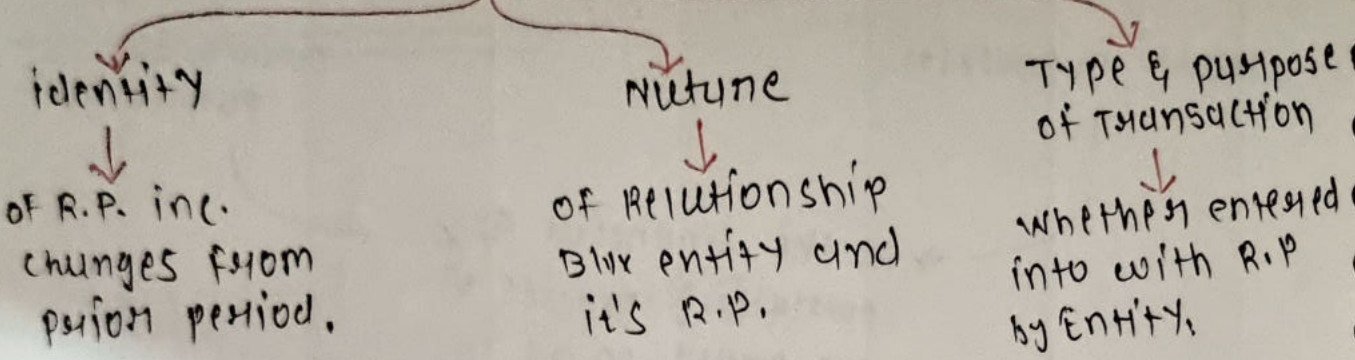 identity
↓
of R.P. inc.
changes from
prior period.
Nature
↓
of Relationship
B/w entity and
it's R.P.
Type & purpose
of Transaction
↓
whether entered
into with R.P
by Entity.